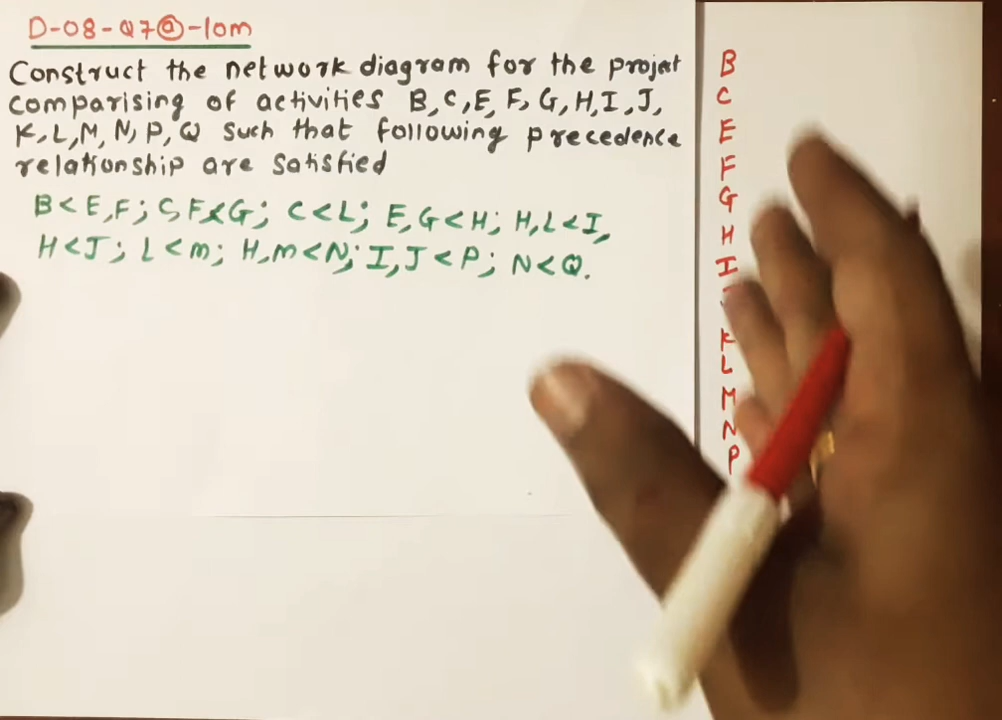 D-08-Q7ⓐ-10m
Construct the network diagram for the projat
comparising of activities B, C, E, F, G, H, I, J,
K, L, M, N, P, Q such that following precedence
relationship are satisfied
B < E, F; C, F < G; C < L; E, G < H; H, L < I,
H < J; L < m; H, m < N; I, J < P; N < Q.
B
C
E
F
G
H
I
K
L
M
N
P